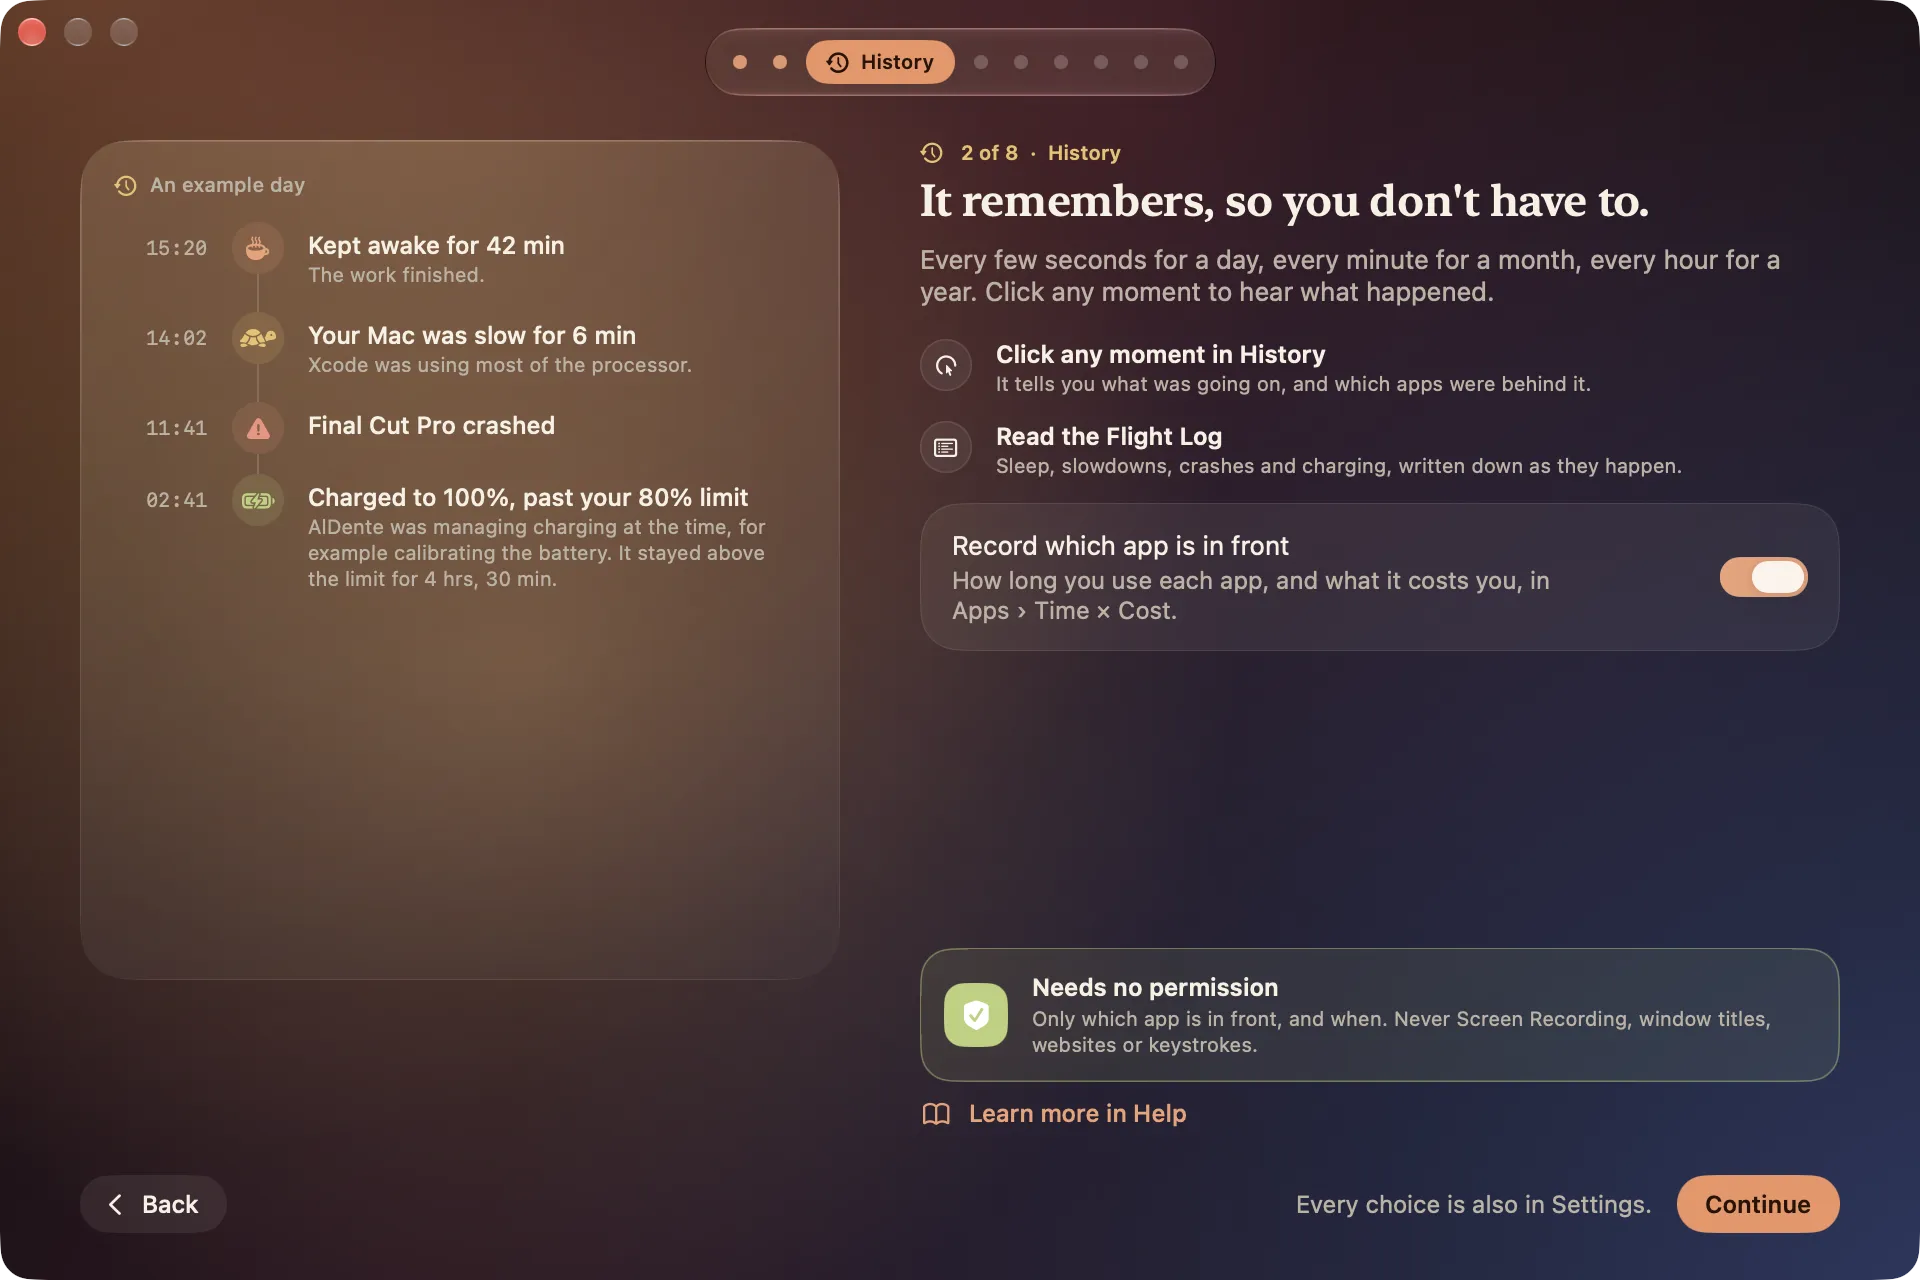 History
An example day
15:20
Kept awake for 42 min
The work finished.
14:02
Your Mac was slow for 6 min
Xcode was using most of the processor.
11:41
Final Cut Pro crashed
02:41
Charged to 100%, past your 80% limit
AlDente was managing charging at the time, for
example calibrating the battery. It stayed above
the limit for 4 hrs, 30 min.
2 of 8 · History
It remembers, so you don't have to.
Every few seconds for a day, every minute for a month, every hour for a
year. Click any moment to hear what happened.
Click any moment in History
It tells you what was going on, and which apps were behind it.
Read the Flight Log
Sleep, slowdowns, crashes and charging, written down as they happen.
Record which app is in front
How long you use each app, and what it costs you, in
Apps › Time × Cost.
Needs no permission
Only which app is in front, and when. Never Screen Recording, window titles,
websites or keystrokes.
Learn more in Help
Back
Every choice is also in Settings.
Continue